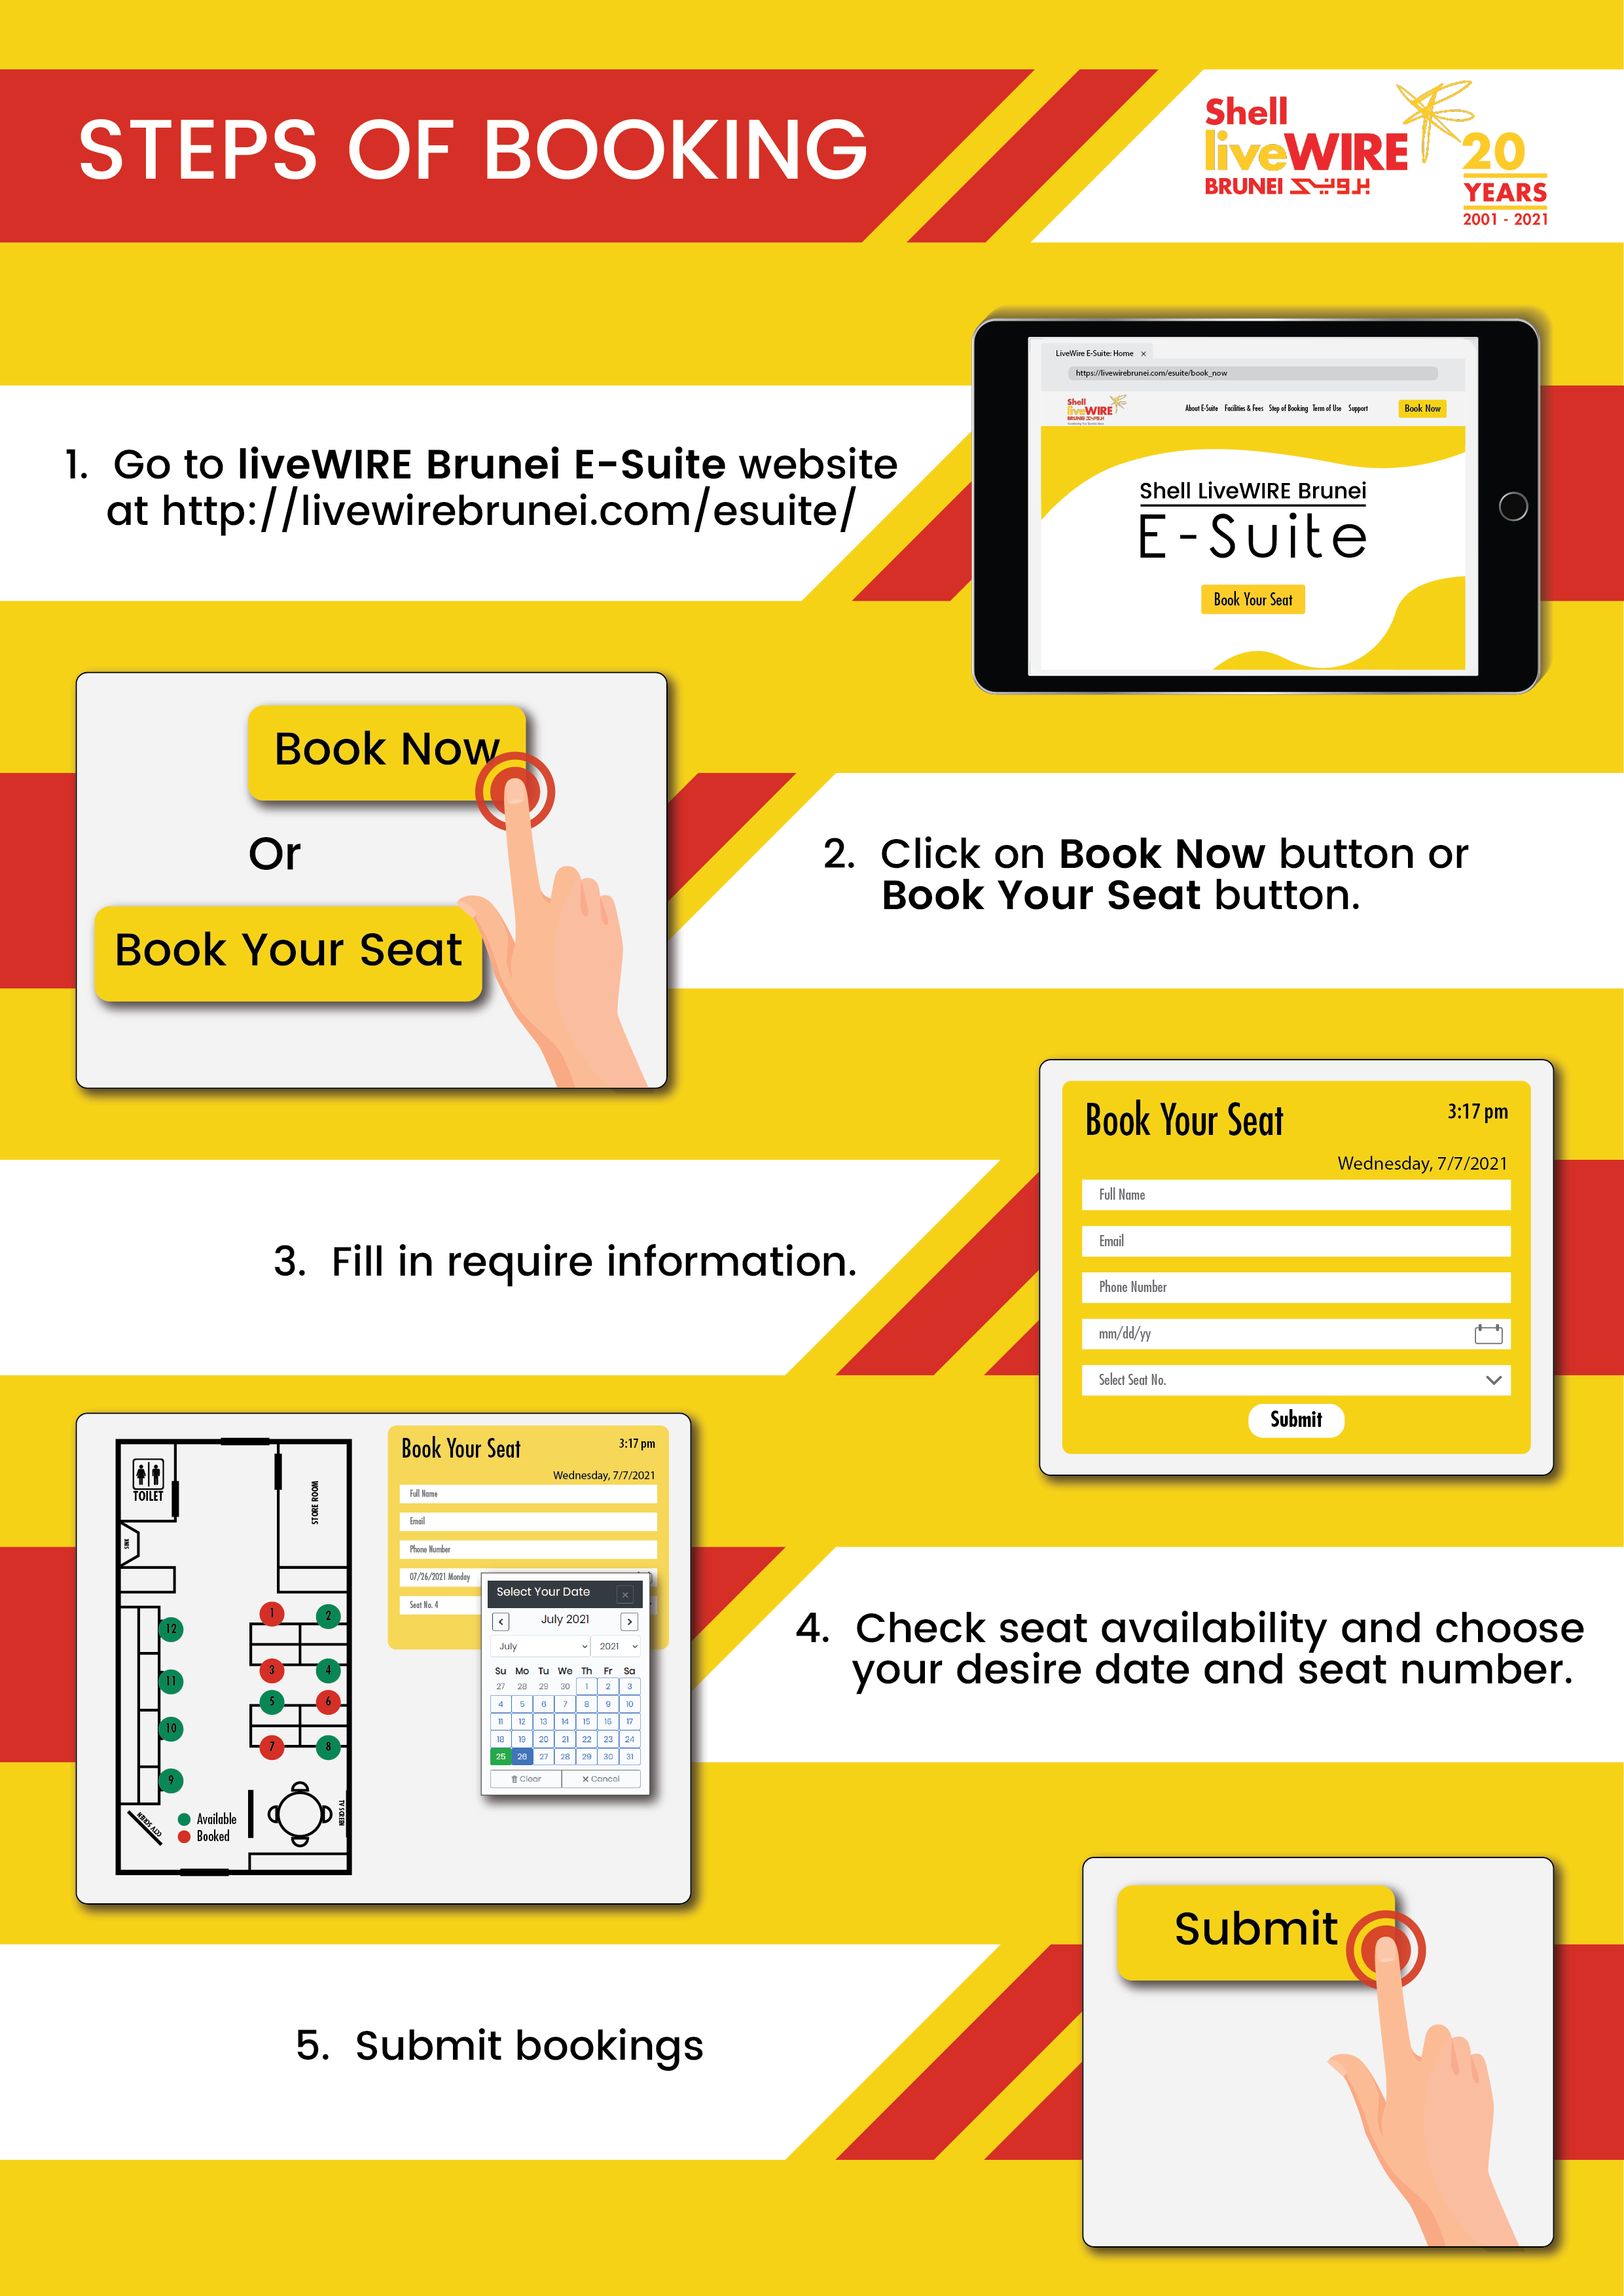 STEPS OF BOOKING
Shell
liveWIRE
BRUNEI بروني
20
YEARS
2001 - 2021
1. Go to liveWIRE Brunei E-Suite website
at http://livewirebrunei.com/esuite/
LiveWire E-Suite: Home ×
https://livewirebrunei.com/esuite/book_now
Shell
liveWIRE
About E-Suite Facilities & Fees Step of Booking Term of Use Support Book Now
Shell LiveWIRE Brunei
E-Suite
Book Your Seat
Book Now
Or
Book Your Seat
2. Click on Book Now button or
Book Your Seat button.
3. Fill in require information.
Book Your Seat
3:17 pm
Wednesday, 7/7/2021
Full Name
Email
Phone Number
mm/dd/yy
Select Seat No.
Submit
TOILET
STORE ROOM
SINK
1 2
12
3 4
11
5 6
10
7 8
9
CCTV SCREEN
TV SCREEN
Available
Booked
Book Your Seat
3:17 pm
Wednesday, 7/7/2021
Full Name
Email
Phone Number
07/26/2021 Monday
Seat No. 4
Select Your Date ×
July 2021
July 2021
Su Mo Tu We Th Fr Sa
27 28 29 30 1 2 3
4 5 6 7 8 9 10
11 12 13 14 15 16 17
18 19 20 21 22 23 24
25 26 27 28 29 30 31
Clear × Cancel
4. Check seat availability and choose
your desire date and seat number.
5. Submit bookings
Submit